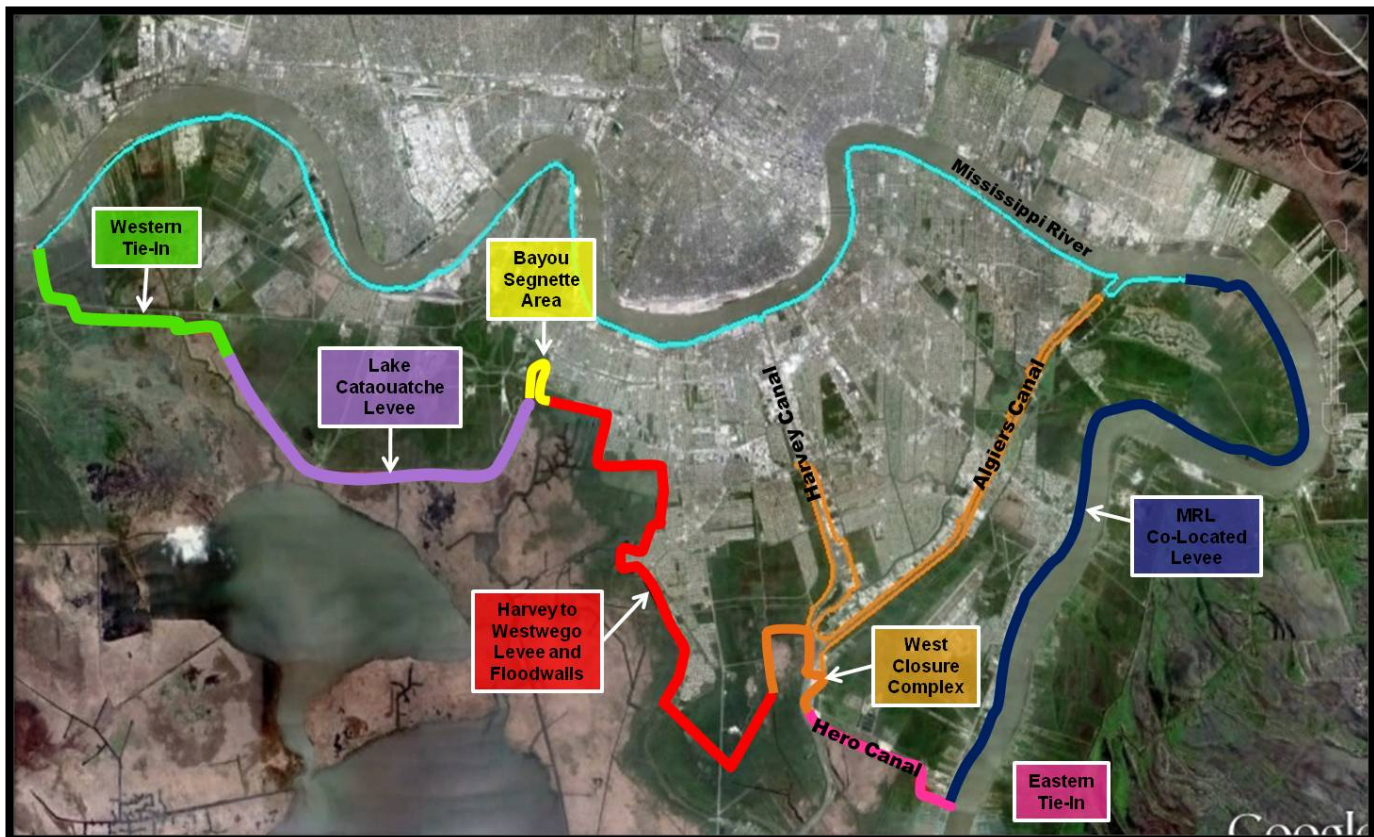 Western
Tie-In
Bayou
Segnette
Area
Mississippi River
Lake
Cataouatche
Levee
Harvey Canal
Algiers Canal
MRL
Co-Located
Levee
Harvey to
Westwego
Levee and
Floodwalls
West
Closure
Complex
Hero Canal
Eastern
Tie-In
Google